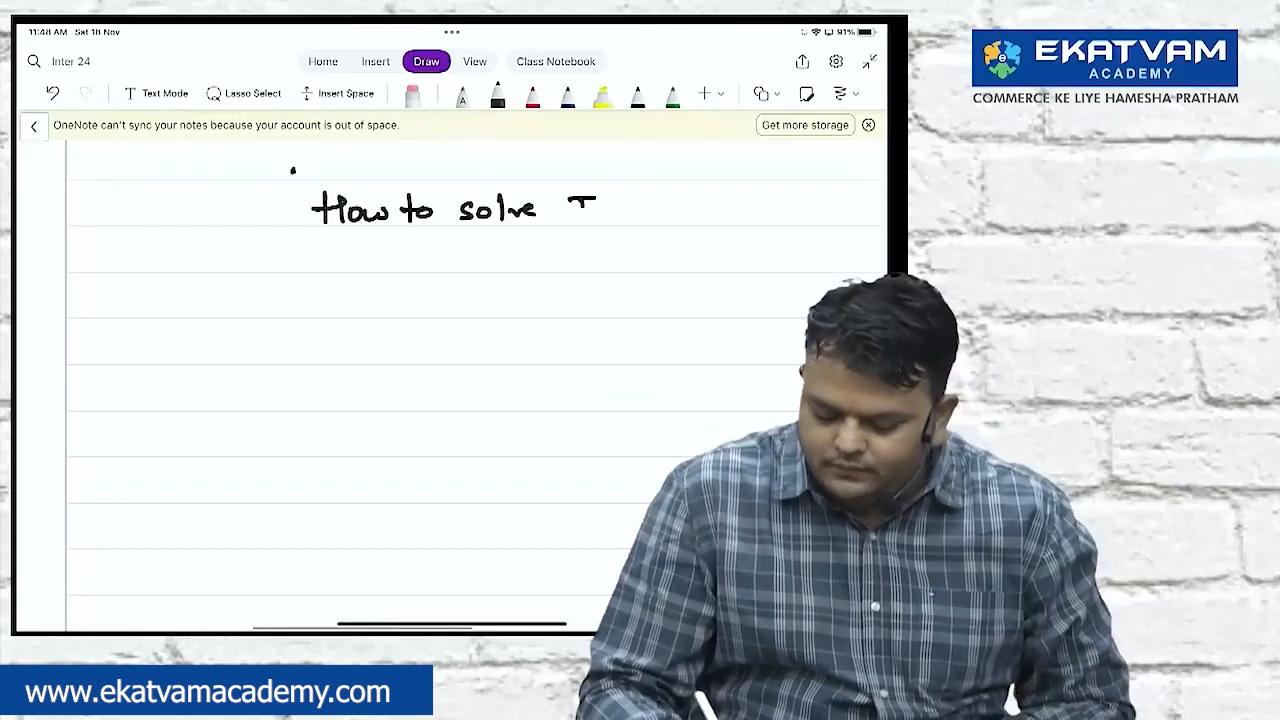 11:48 AM Sat 18 Nov
91%
EKATVAM
ACADEMY
COMMERCE KE LIYE HAMESHA PRATHAM
Inter 24
Home Insert Draw View Class Notebook
Text Mode Lasso Select Insert Space
OneNote can't sync your notes because your account is out of space.
Get more storage
How to solve
www.ekatvamacademy.com